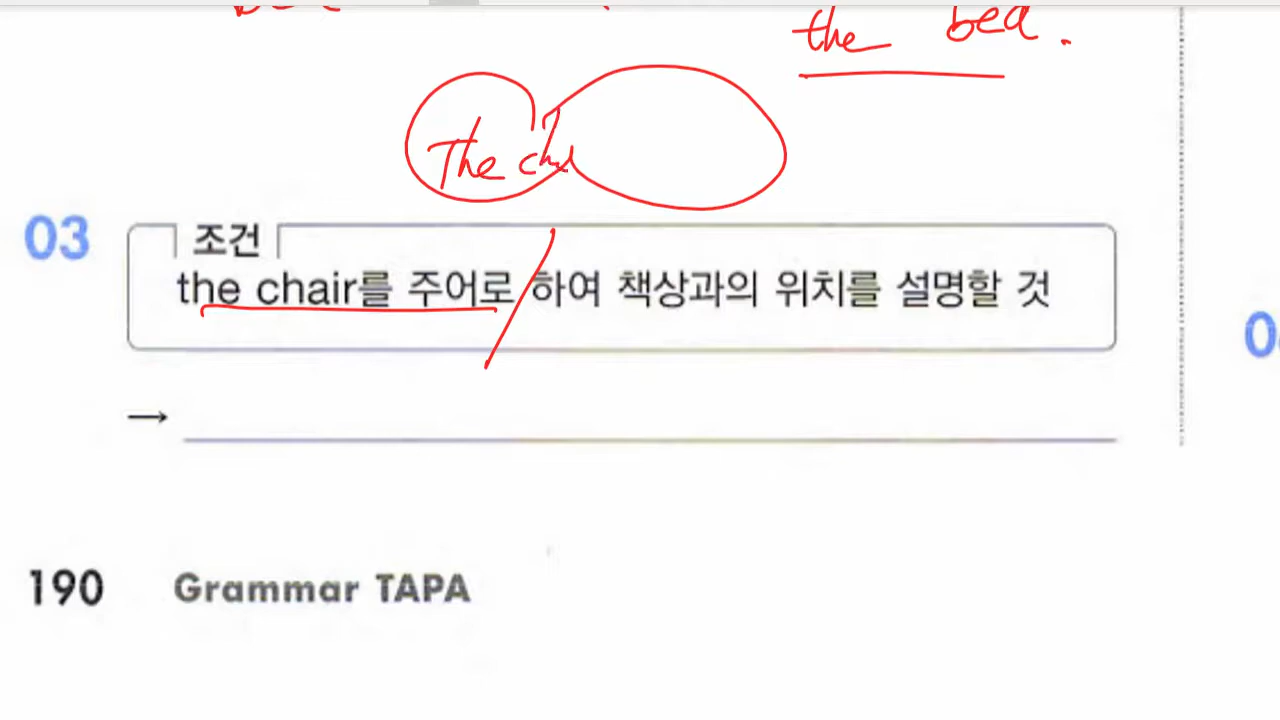 the bed.
The
03
조건
the chair를 주어로 하여 책상과의 위치를 설명할 것
→
190 Grammar TAPA